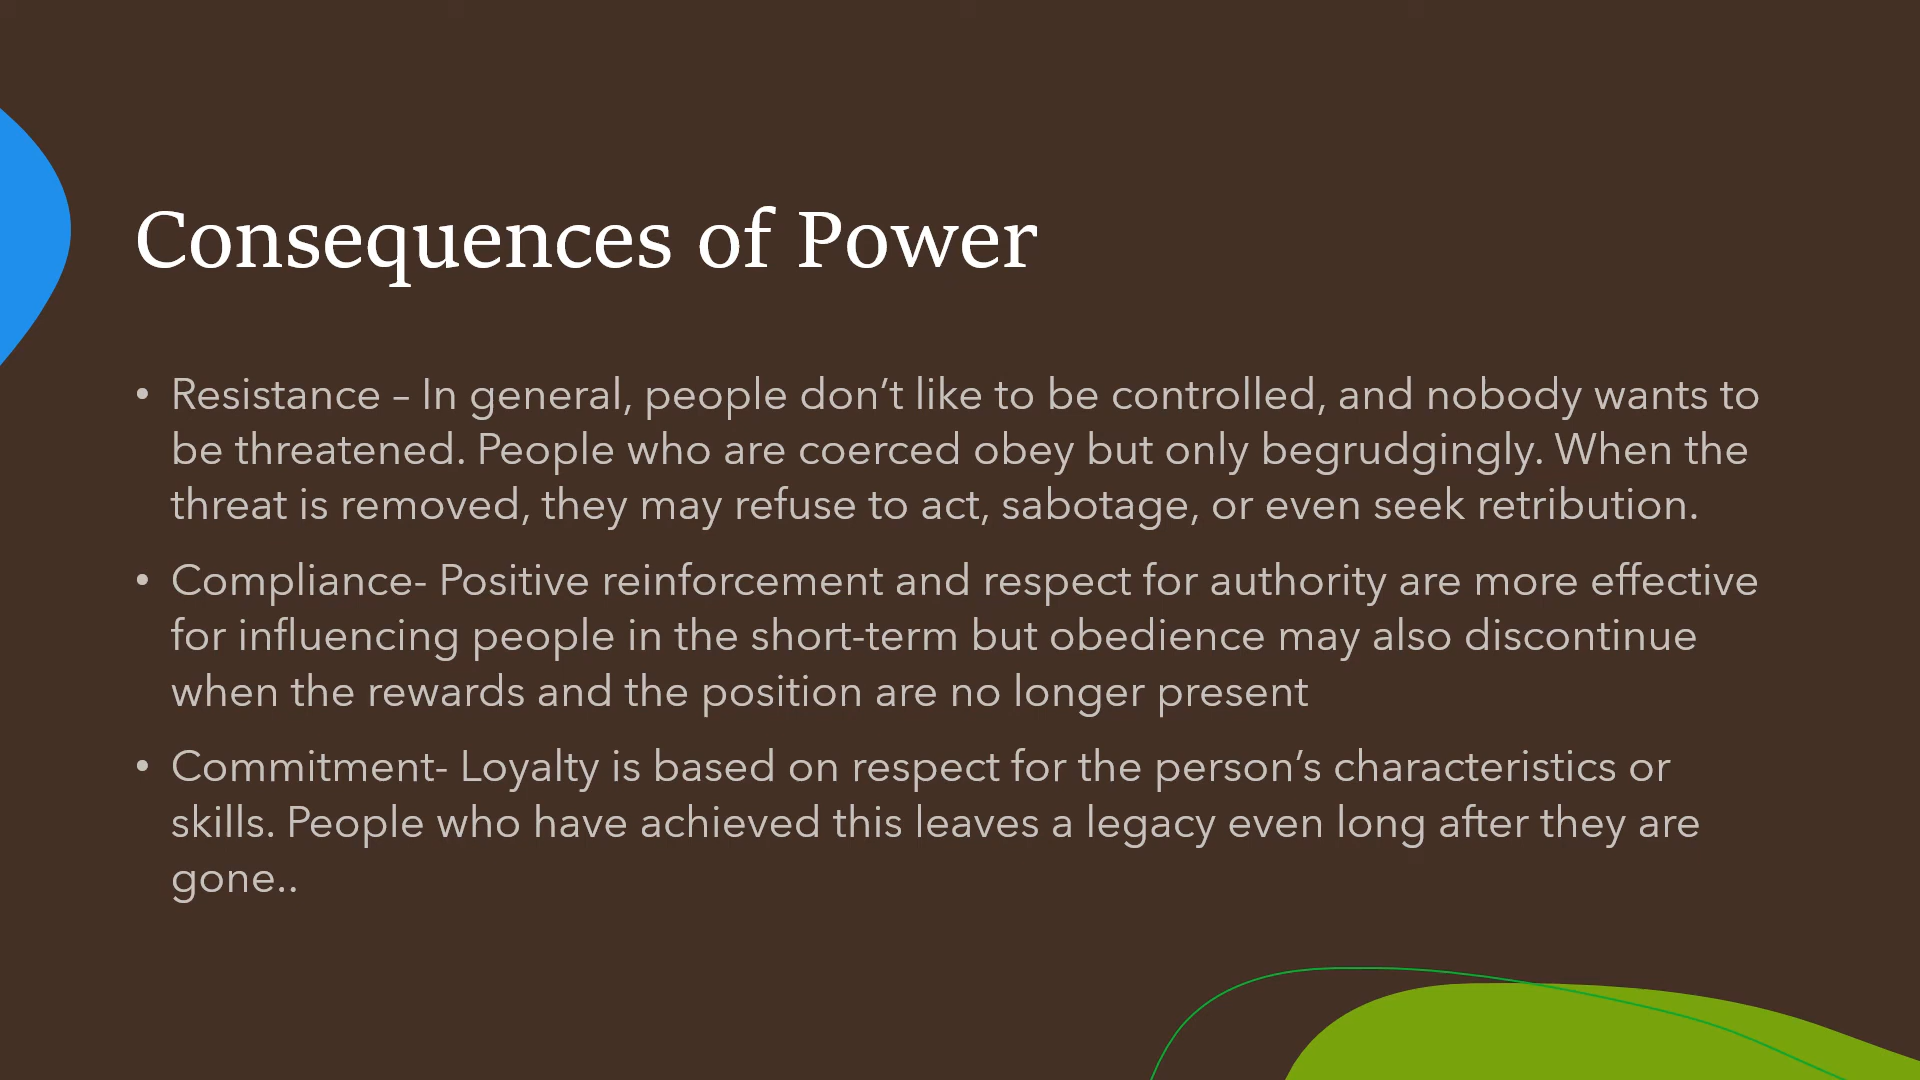 Consequences of Power
• Resistance – In general, people don’t like to be controlled, and nobody wants to
be threatened. People who are coerced obey but only begrudgingly. When the
threat is removed, they may refuse to act, sabotage, or even seek retribution.
• Compliance- Positive reinforcement and respect for authority are more effective
for influencing people in the short-term but obedience may also discontinue
when the rewards and the position are no longer present
• Commitment- Loyalty is based on respect for the person’s characteristics or
skills. People who have achieved this leaves a legacy even long after they are
gone..